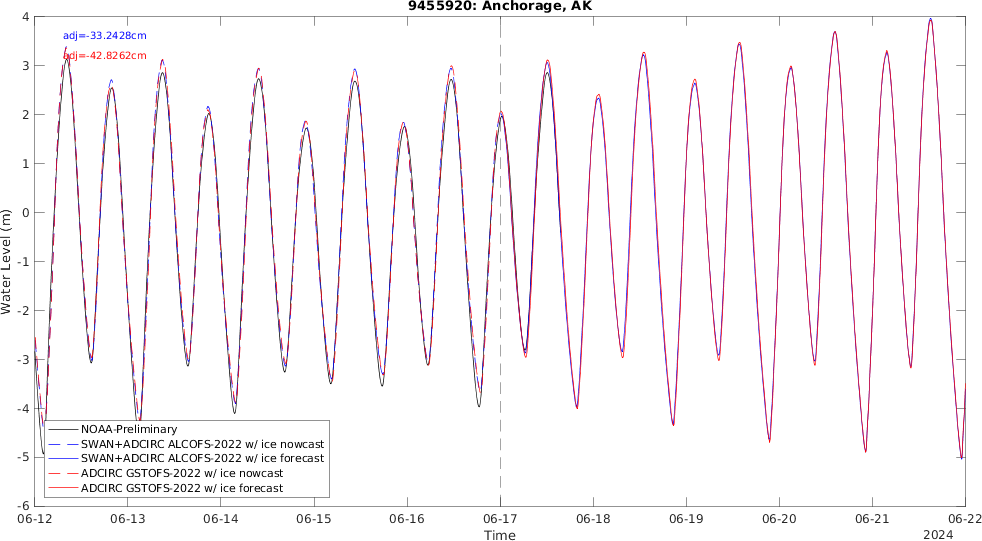 9455920: Anchorage, AK
adj=-33.2428cm
adj=-42.8262cm
4
3
2
1
0
-1
-2
-3
-4
-5
-6
Water Level (m)
NOAA-Preliminary
SWAN+ADCIRC ALCOFS-2022 w/ ice nowcast
SWAN+ADCIRC ALCOFS-2022 w/ ice forecast
ADCIRC GSTOFS-2022 w/ ice nowcast
ADCIRC GSTOFS-2022 w/ ice forecast
06-12 06-13 06-14 06-15 06-16 06-17 06-18 06-19 06-20 06-21 06-22
Time
2024